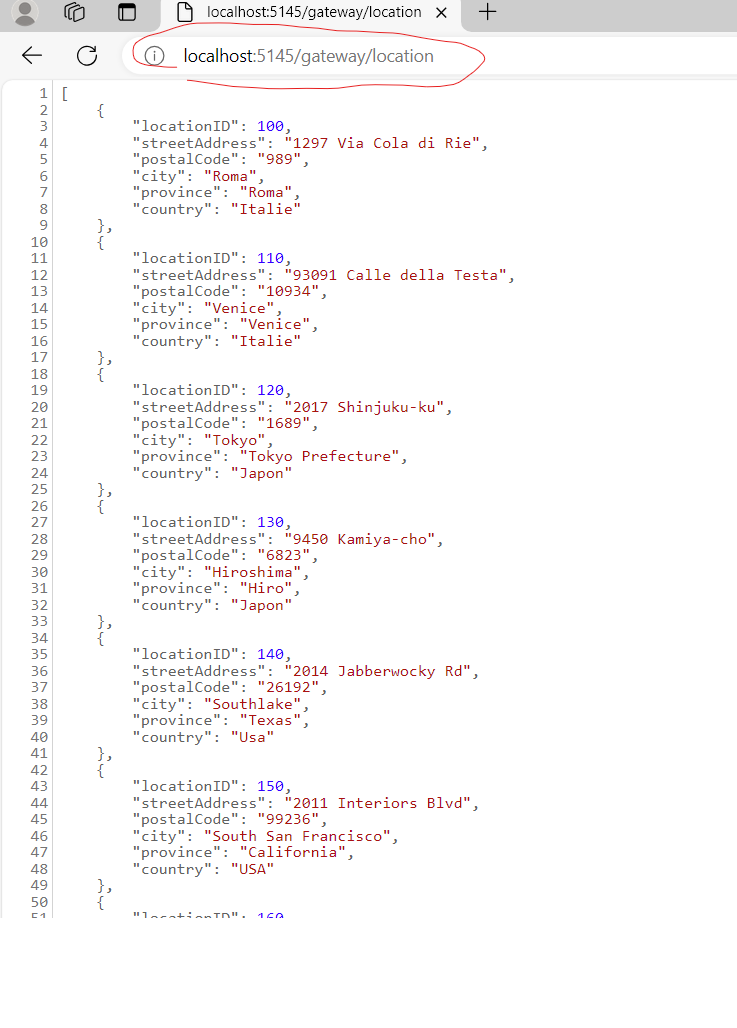 localhost:5145/gateway/location
localhost:5145/gateway/location
1 [
2 {
3 "locationID": 100,
4 "streetAddress": "1297 Via Cola di Rie",
5 "postalCode": "989",
6 "city": "Roma",
7 "province": "Roma",
8 "country": "Italie"
9 },
10 {
11 "locationID": 110,
12 "streetAddress": "93091 Calle della Testa",
13 "postalCode": "10934",
14 "city": "Venice",
15 "province": "Venice",
16 "country": "Italie"
17 },
18 {
19 "locationID": 120,
20 "streetAddress": "2017 Shinjuku-ku",
21 "postalCode": "1689",
22 "city": "Tokyo",
23 "province": "Tokyo Prefecture",
24 "country": "Japon"
25 },
26 {
27 "locationID": 130,
28 "streetAddress": "9450 Kamiya-cho",
29 "postalCode": "6823",
30 "city": "Hiroshima",
31 "province": "Hiro",
32 "country": "Japon"
33 },
34 {
35 "locationID": 140,
36 "streetAddress": "2014 Jabberwocky Rd",
37 "postalCode": "26192",
38 "city": "Southlake",
39 "province": "Texas",
40 "country": "Usa"
41 },
42 {
43 "locationID": 150,
44 "streetAddress": "2011 Interiors Blvd",
45 "postalCode": "99236",
46 "city": "South San Francisco",
47 "province": "California",
48 "country": "USA"
49 },
50 {
51 "locationID": 160,